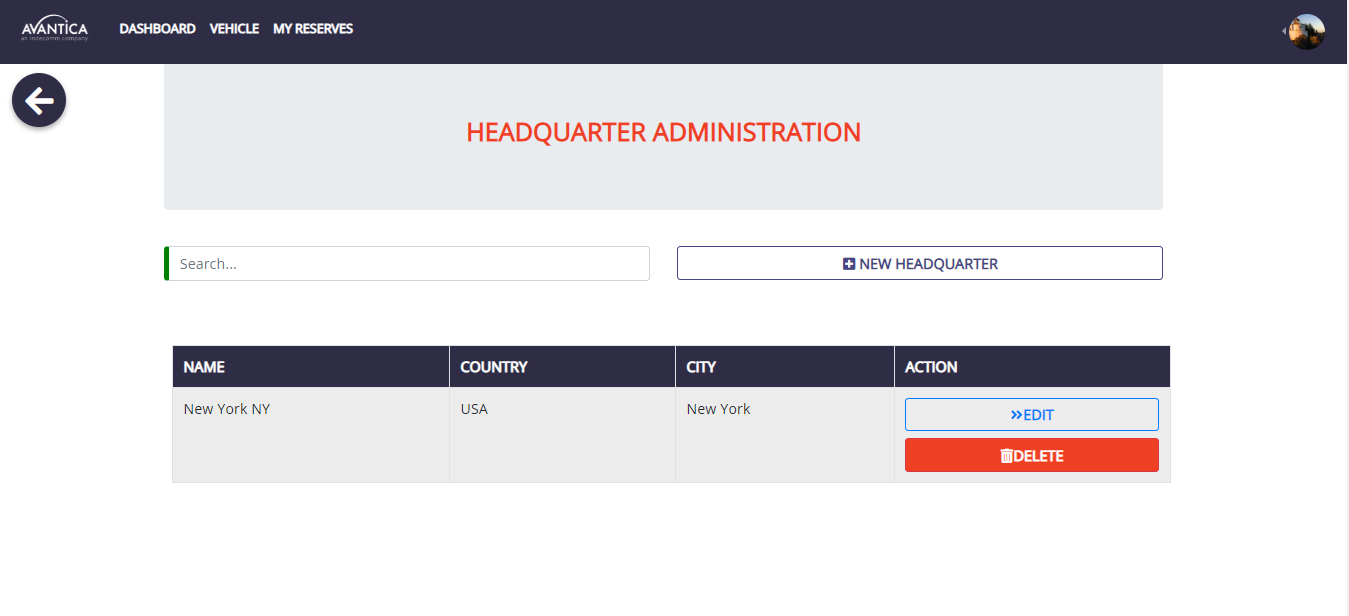 AVANTICA
an indecomm company
DASHBOARD VEHICLE MY RESERVES
HEADQUARTER ADMINISTRATION
Search...
NEW HEADQUARTER
NAME COUNTRY CITY ACTION
New York NY USA New York
EDIT
DELETE